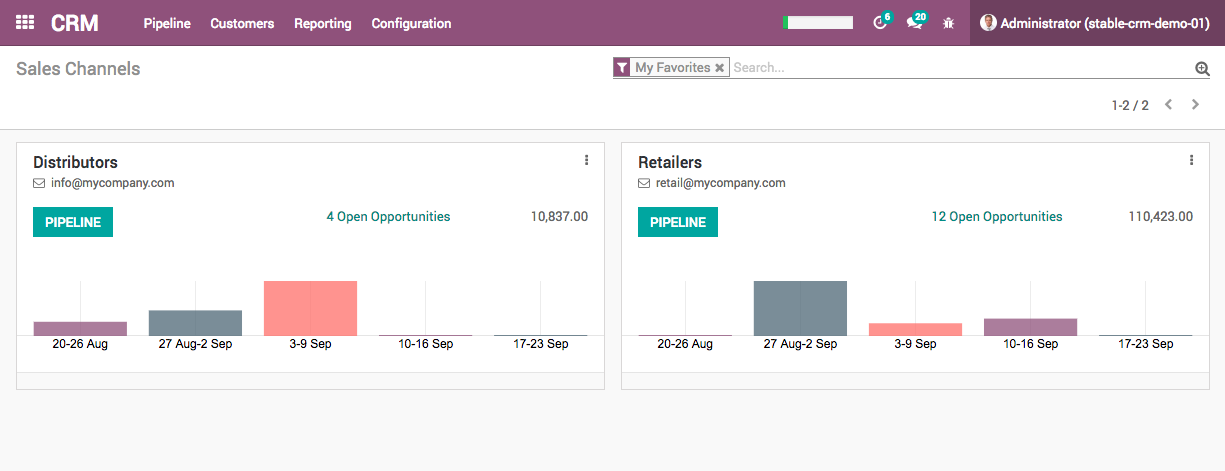 CRM Pipeline Customers Reporting Configuration 6 20 Administrator (stable-crm-demo-01)
Sales Channels My Favorites Search...
1-2 / 2
Distributors
info@mycompany.com
PIPELINE 4 Open Opportunities 10,837.00
20-26 Aug 27 Aug-2 Sep 3-9 Sep 10-16 Sep 17-23 Sep
Retailers
retail@mycompany.com
PIPELINE 12 Open Opportunities 110,423.00
20-26 Aug 27 Aug-2 Sep 3-9 Sep 10-16 Sep 17-23 Sep